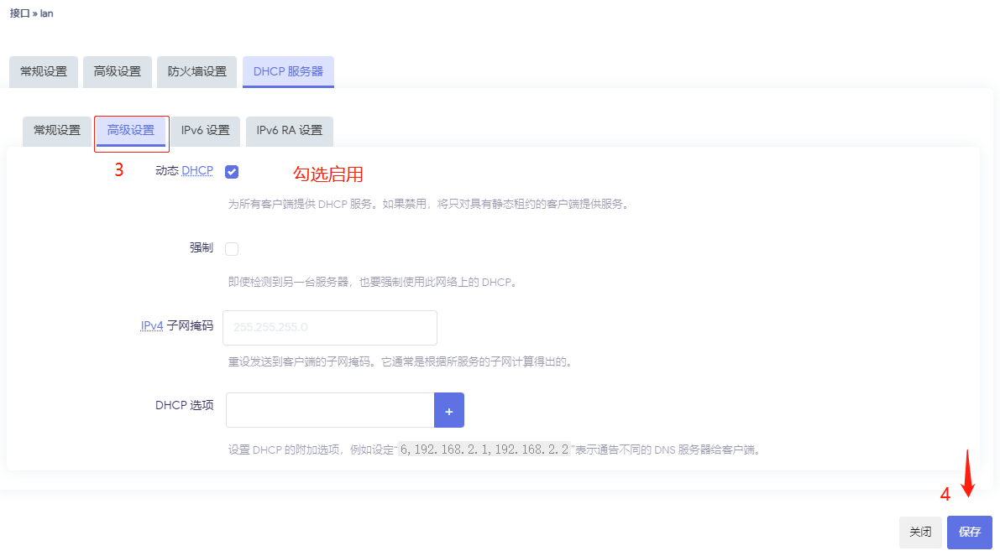 接口 » lan
常规设置 高级设置 防火墙设置 DHCP 服务器
常规设置 高级设置 IPv6 设置 IPv6 RA 设置
3 动态 DHCP 勾选启用
为所有客户端提供 DHCP 服务。如果禁用，将只对具有静态租约的客户端提供服务。
强制
即使检测到另一台服务器，也要强制使用此网络上的 DHCP。
IPv4 子网掩码 255.255.255.0
重设发送到客户端的子网掩码。它通常是根据所服务的子网计算得出的。
DHCP 选项 +
设置 DHCP 的附加选项，例如设定“6,192.168.2.1,192.168.2.2”表示通告不同的 DNS 服务器给客户端。
4
关闭 保存